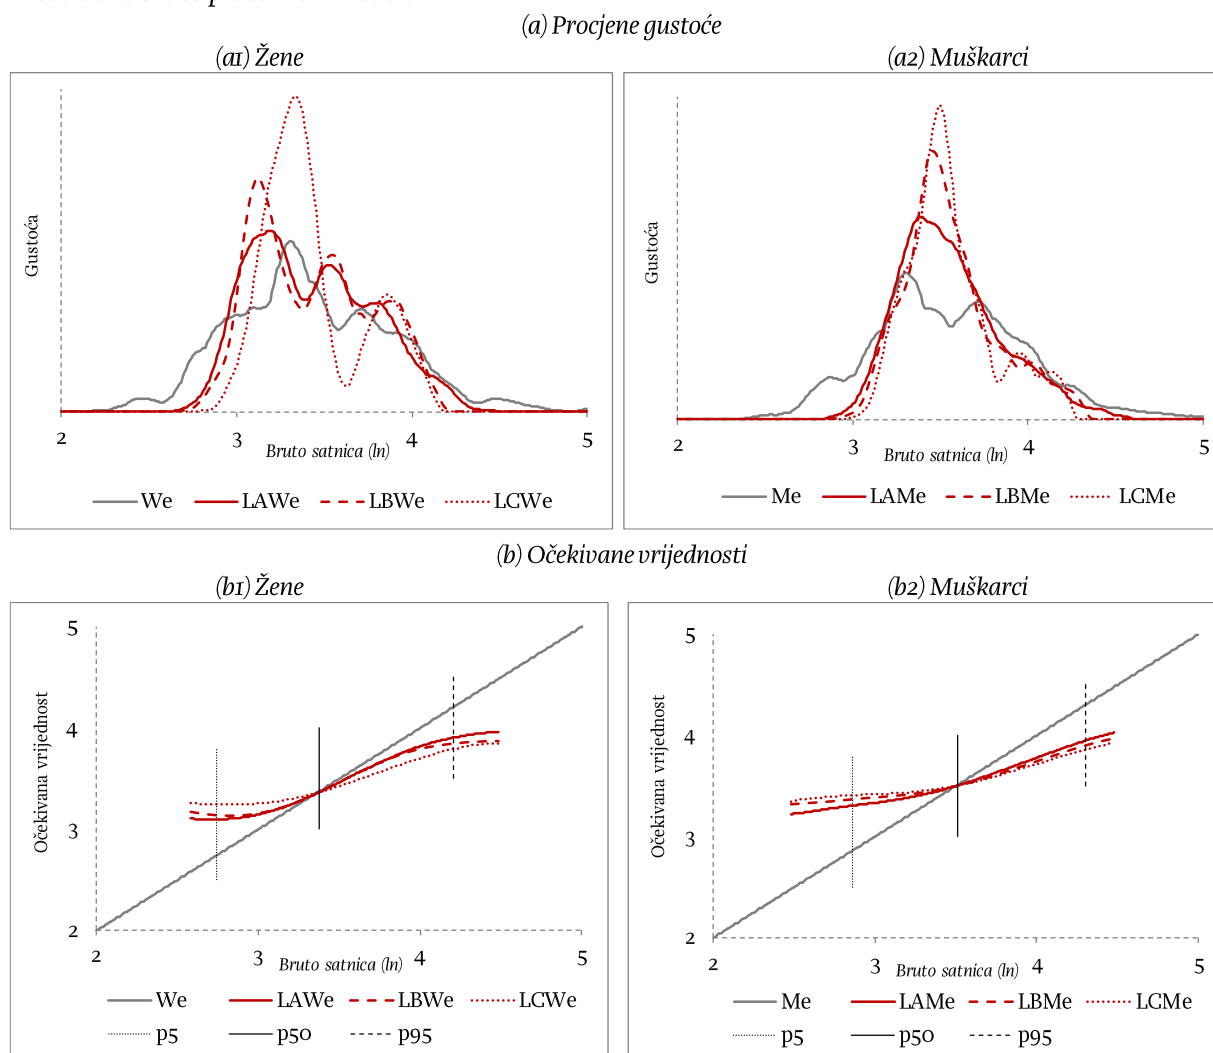 (a) Procjene gustoće
(a1) Žene
(a2) Muškarci
Gustoća
2 3 4 5
Bruto satnica (ln)
We LAWe LBWe LCWe
Gustoća
2 3 4 5
Bruto satnica (ln)
Me LAMe LBMe LCMe
(b) Očekivane vrijednosti
(b1) Žene
(b2) Muškarci
Očekivana vrijednost
5
4
3
2
2 3 4 5
Bruto satnica (ln)
We LAWe LBWe LCWe
p5 p50 p95
Očekivana vrijednost
5
4
3
2
2 3 4 5
Bruto satnica (ln)
Me LAMe LBMe LCMe
p5 p50 p95